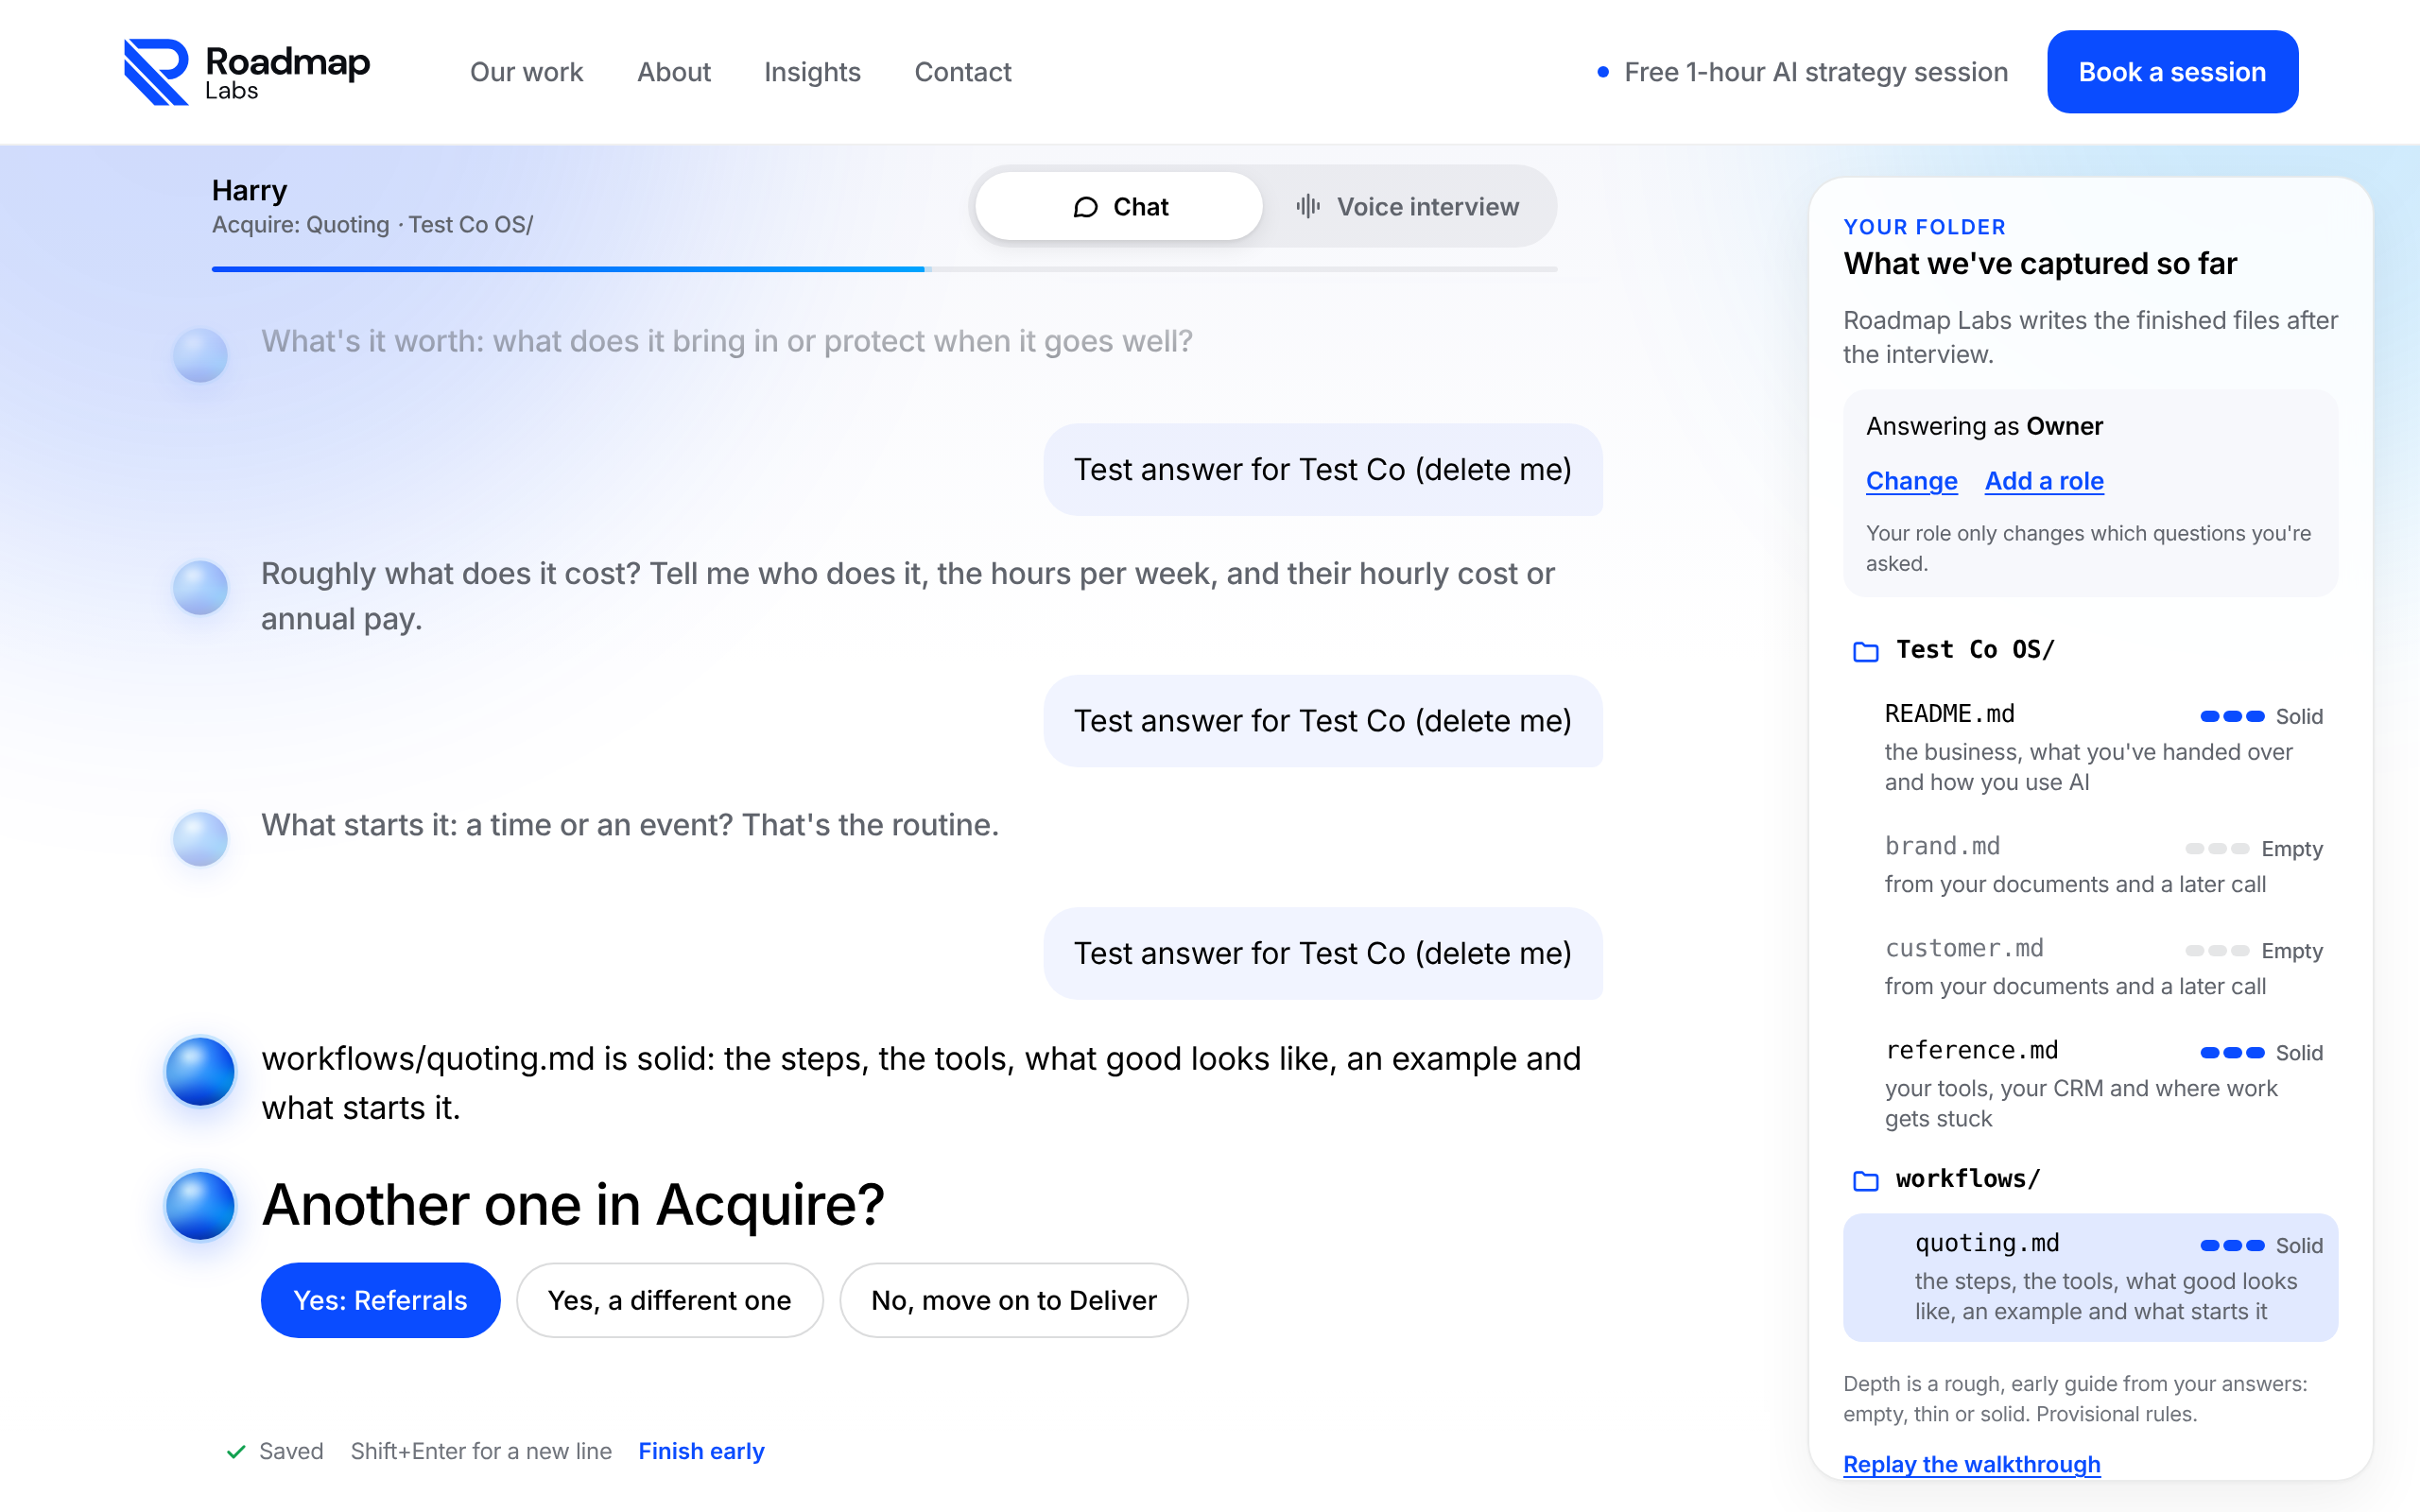 Roadmap
Labs
Our work
About
Insights
Contact
Free 1-hour AI strategy session
Book a session
Harry
Acquire: Quoting · Test Co OS/
Chat
Voice interview
What's it worth: what does it bring in or protect when it goes well?
Test answer for Test Co (delete me)
Roughly what does it cost? Tell me who does it, the hours per week, and their hourly cost or
annual pay.
Test answer for Test Co (delete me)
What starts it: a time or an event? That's the routine.
Test answer for Test Co (delete me)
workflows/quoting.md is solid: the steps, the tools, what good looks like, an example and
what starts it.
Another one in Acquire?
Yes: Referrals
Yes, a different one
No, move on to Deliver
Saved
Shift+Enter for a new line
Finish early
YOUR FOLDER
What we've captured so far
Roadmap Labs writes the finished files after
the interview.
Answering as Owner
Change
Add a role
Your role only changes which questions you're
asked.
Test Co OS/
README.md
Solid
the business, what you've handed over
and how you use AI
brand.md
Empty
from your documents and a later call
customer.md
Empty
from your documents and a later call
reference.md
Solid
your tools, your CRM and where work
gets stuck
workflows/
quoting.md
Solid
the steps, the tools, what good looks
like, an example and what starts it
Depth is a rough, early guide from your answers:
empty, thin or solid. Provisional rules.
Replay the walkthrough